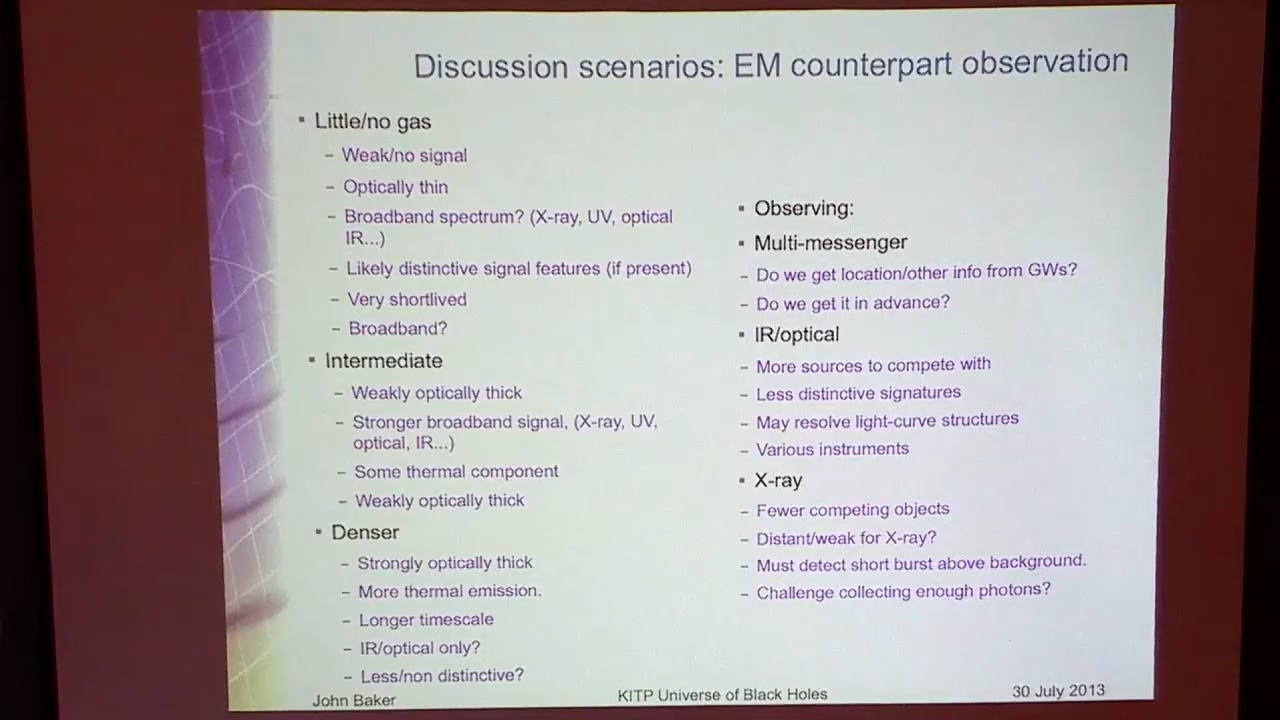 Discussion scenarios: EM counterpart observation
▪ Little/no gas
– Weak/no signal
– Optically thin
– Broadband spectrum? (X-ray, UV, optical
IR...)
– Likely distinctive signal features (if present)
– Very shortlived
– Broadband?
▪ Intermediate
– Weakly optically thick
– Stronger broadband signal, (X-ray, UV,
optical, IR...)
– Some thermal component
– Weakly optically thick
▪ Denser
– Strongly optically thick
– More thermal emission.
– Longer timescale
– IR/optical only?
– Less/non distinctive?
▪ Observing:
▪ Multi-messenger
– Do we get location/other info from GWs?
– Do we get it in advance?
▪ IR/optical
– More sources to compete with
– Less distinctive signatures
– May resolve light-curve structures
– Various instruments
▪ X-ray
– Fewer competing objects
– Distant/weak for X-ray?
– Must detect short burst above background.
– Challenge collecting enough photons?
John Baker
KITP Universe of Black Holes
30 July 2013